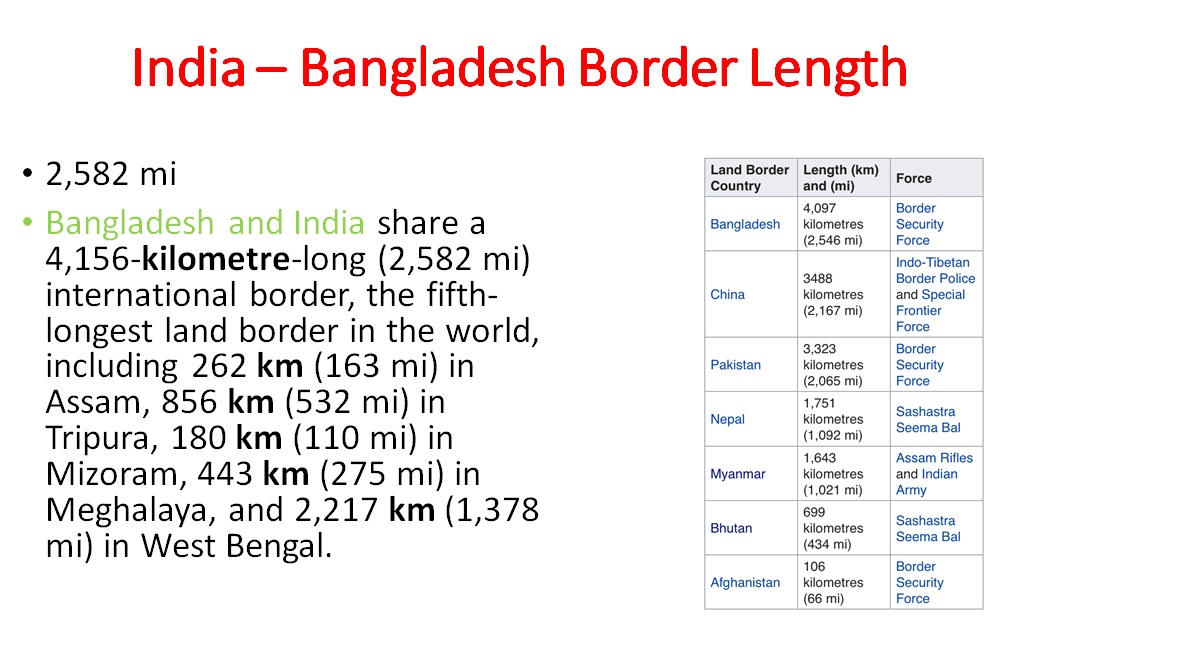 India – Bangladesh Border Length
• 2,582 mi
• Bangladesh and India share a
4,156-kilometre-long (2,582 mi)
international border, the fifth-
longest land border in the world,
including 262 km (163 mi) in
Assam, 856 km (532 mi) in
Tripura, 180 km (110 mi) in
Mizoram, 443 km (275 mi) in
Meghalaya, and 2,217 km (1,378
mi) in West Bengal.
Land Border
Country
Length (km)
and (mi)
Force
Bangladesh
4,097
kilometres
(2,546 mi)
Border
Security
Force
China
3488
kilometres
(2,167 mi)
Indo-Tibetan
Border Police
and Special
Frontier
Force
Pakistan
3,323
kilometres
(2,065 mi)
Border
Security
Force
Nepal
1,751
kilometres
(1,092 mi)
Sashastra
Seema Bal
Myanmar
1,643
kilometres
(1,021 mi)
Assam Rifles
and Indian
Army
Bhutan
699
kilometres
(434 mi)
Sashastra
Seema Bal
Afghanistan
106
kilometres
(66 mi)
Border
Security
Force